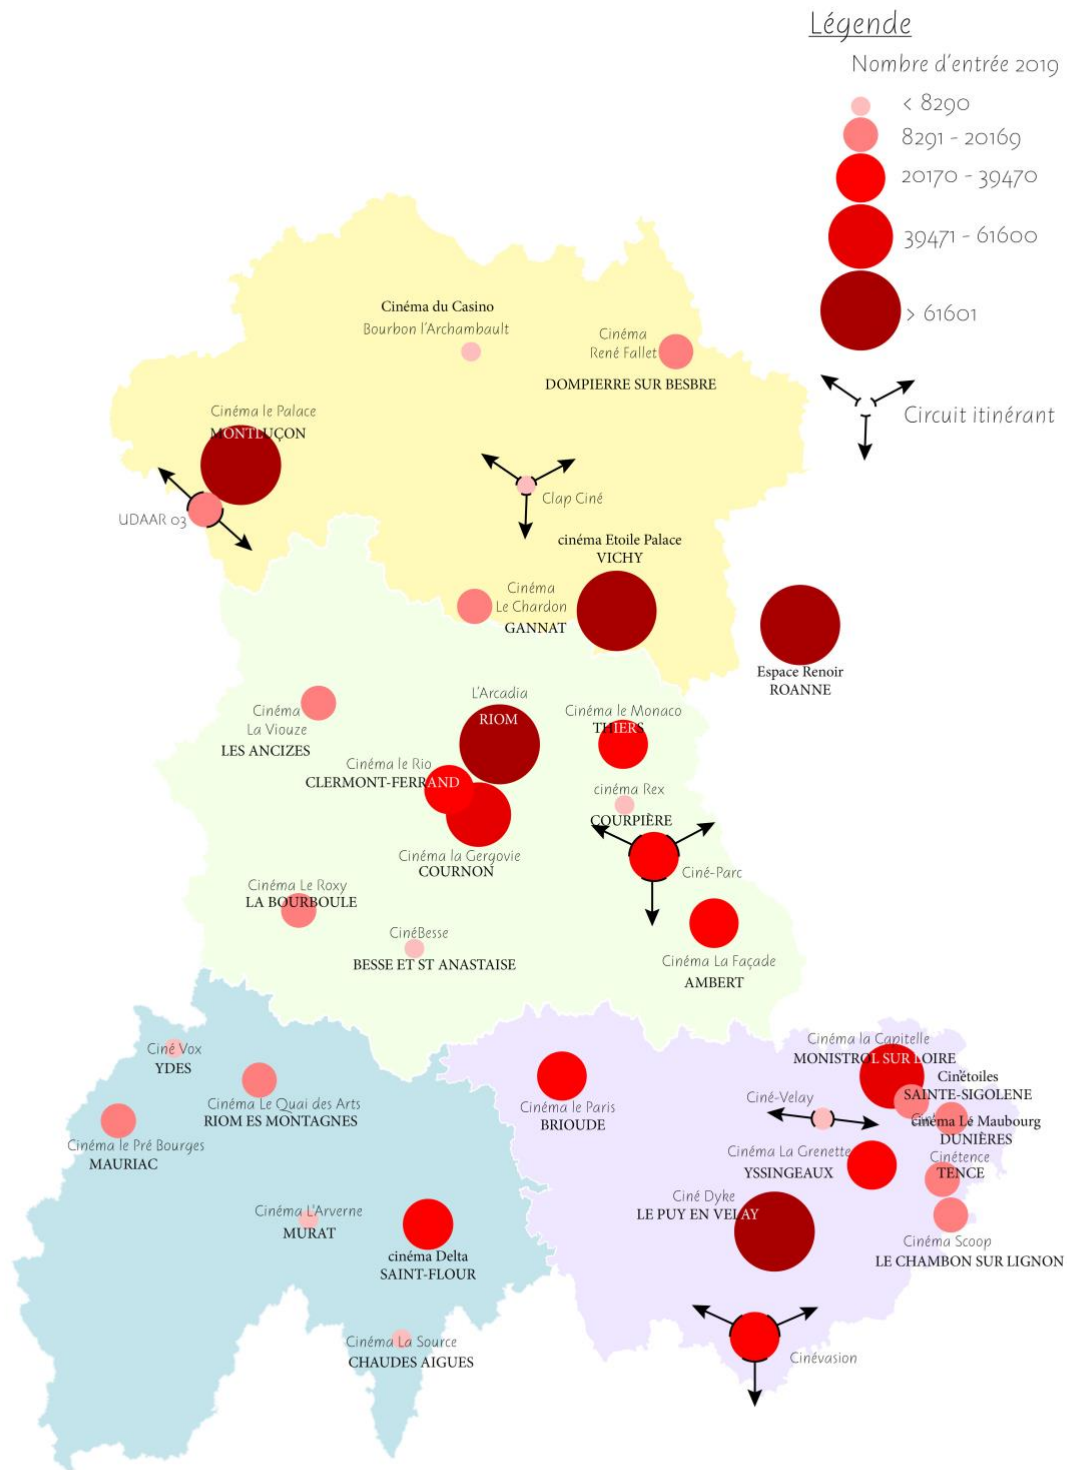 Légende
Nombre d'entrée 2019
< 8290
8291 - 20169
20170 - 39470
39471 - 61600
> 61601
Circuit itinérant
Cinéma du Casino
Bourbon l'Archambault
Cinéma
René Fallet
DOMPIERRE SUR BESBRE
Cinéma le Palace
MONTLUÇON
UDAAR 03
Clap Ciné
cinéma Etoile Palace
VICHY
Cinéma
Le Chardon
GANNAT
Espace Renoir
ROANNE
Cinéma
La Viouze
LES ANCIZES
L'Arcadia
RIOM
Cinéma le Monaco
THIERS
Cinéma le Rio
CLERMONT-FERRAND
cinéma Rex
COURPIÈRE
Cinéma la Gergovie
COURNON
Ciné-Parc
Cinéma Le Roxy
LA BOURBOULE
CinéBesse
BESSE ET ST ANASTAISE
Cinéma La Façade
AMBERT
Ciné Vox
YDES
Cinéma Le Quai des Arts
RIOM ES MONTAGNES
Cinéma le Pré Bourges
MAURIAC
Cinéma L'Arverne
MURAT
cinéma Delta
SAINT-FLOUR
Cinéma La Source
CHAUDES AIGUES
Cinéma le Paris
BRIOUDE
Cinéma la Capitelle
MONISTROL SUR LOIRE
Cinétoiles
SAINTE-SIGOLENE
Ciné-Velay
cinéma Le Maubourg
DUNIÈRES
Cinéma La Grenette
YSSINGEAUX
Cinétence
TENCE
Ciné Dyke
LE PUY EN VELAY
Cinéma Scoop
LE CHAMBON SUR LIGNON
Cinévasion